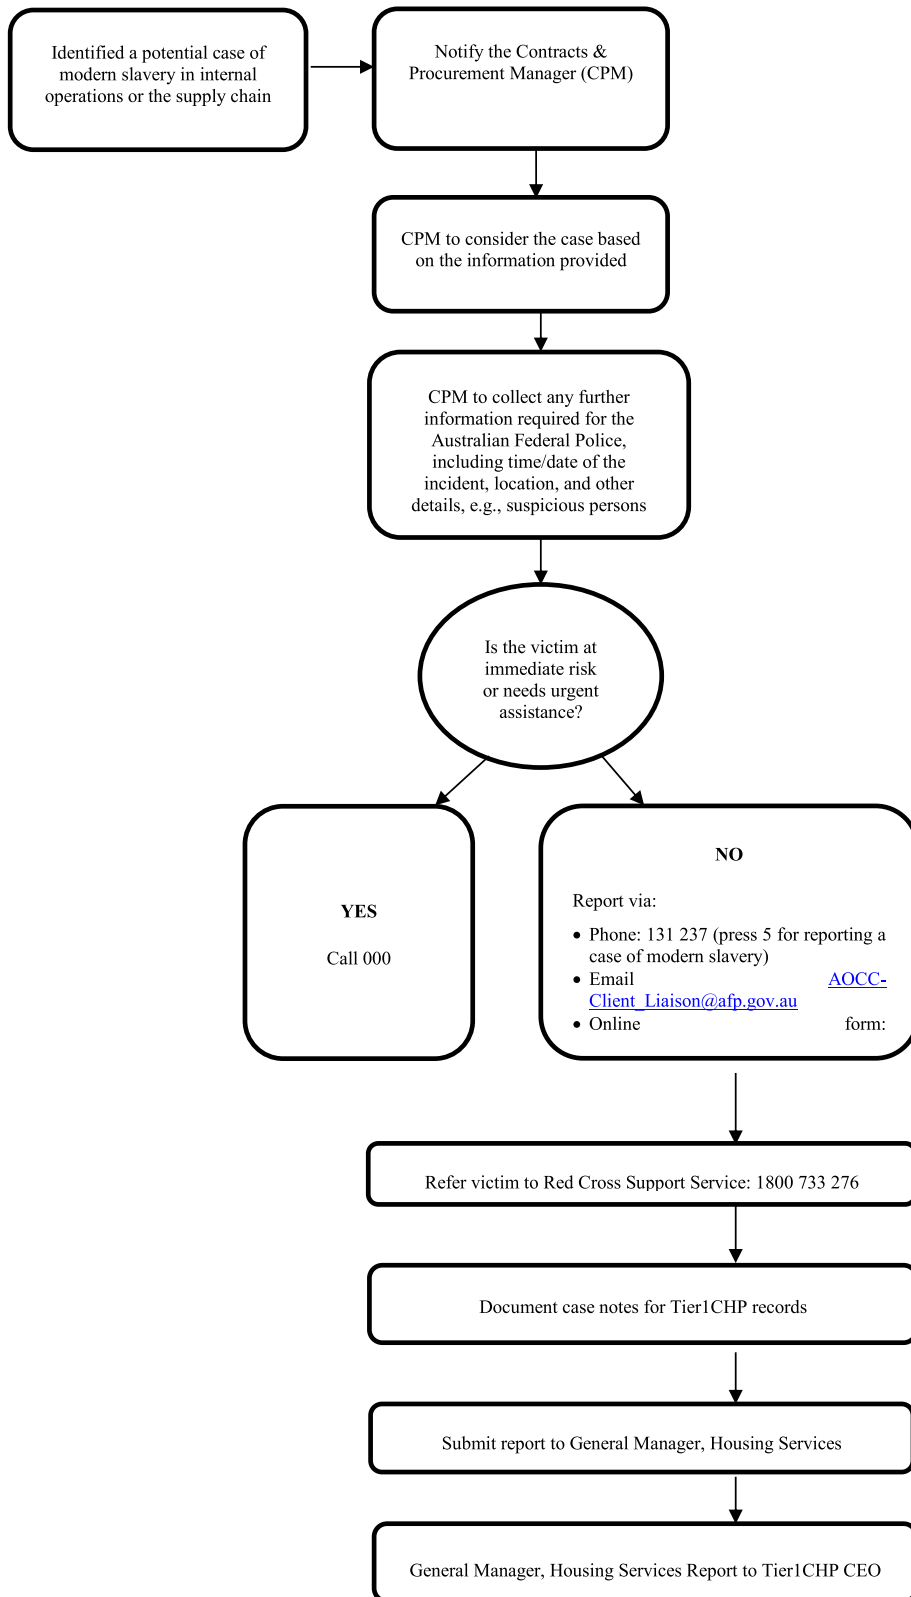 Identified a potential case of
modern slavery in internal
operations or the supply chain
Notify the Contracts &
Procurement Manager (CPM)
CPM to consider the case based
on the information provided
CPM to collect any further
information required for the
Australian Federal Police,
including time/date of the
incident, location, and other
details, e.g., suspicious persons
Is the victim at
immediate risk
or needs urgent
assistance?
YES
Call 000
NO
Report via:
• Phone: 131 237 (press 5 for reporting a
case of modern slavery)
• Email AOCC-
Client_Liaison@afp.gov.au
• Online form:
Refer victim to Red Cross Support Service: 1800 733 276
Document case notes for Tier1CHP records
Submit report to General Manager, Housing Services
General Manager, Housing Services Report to Tier1CHP CEO